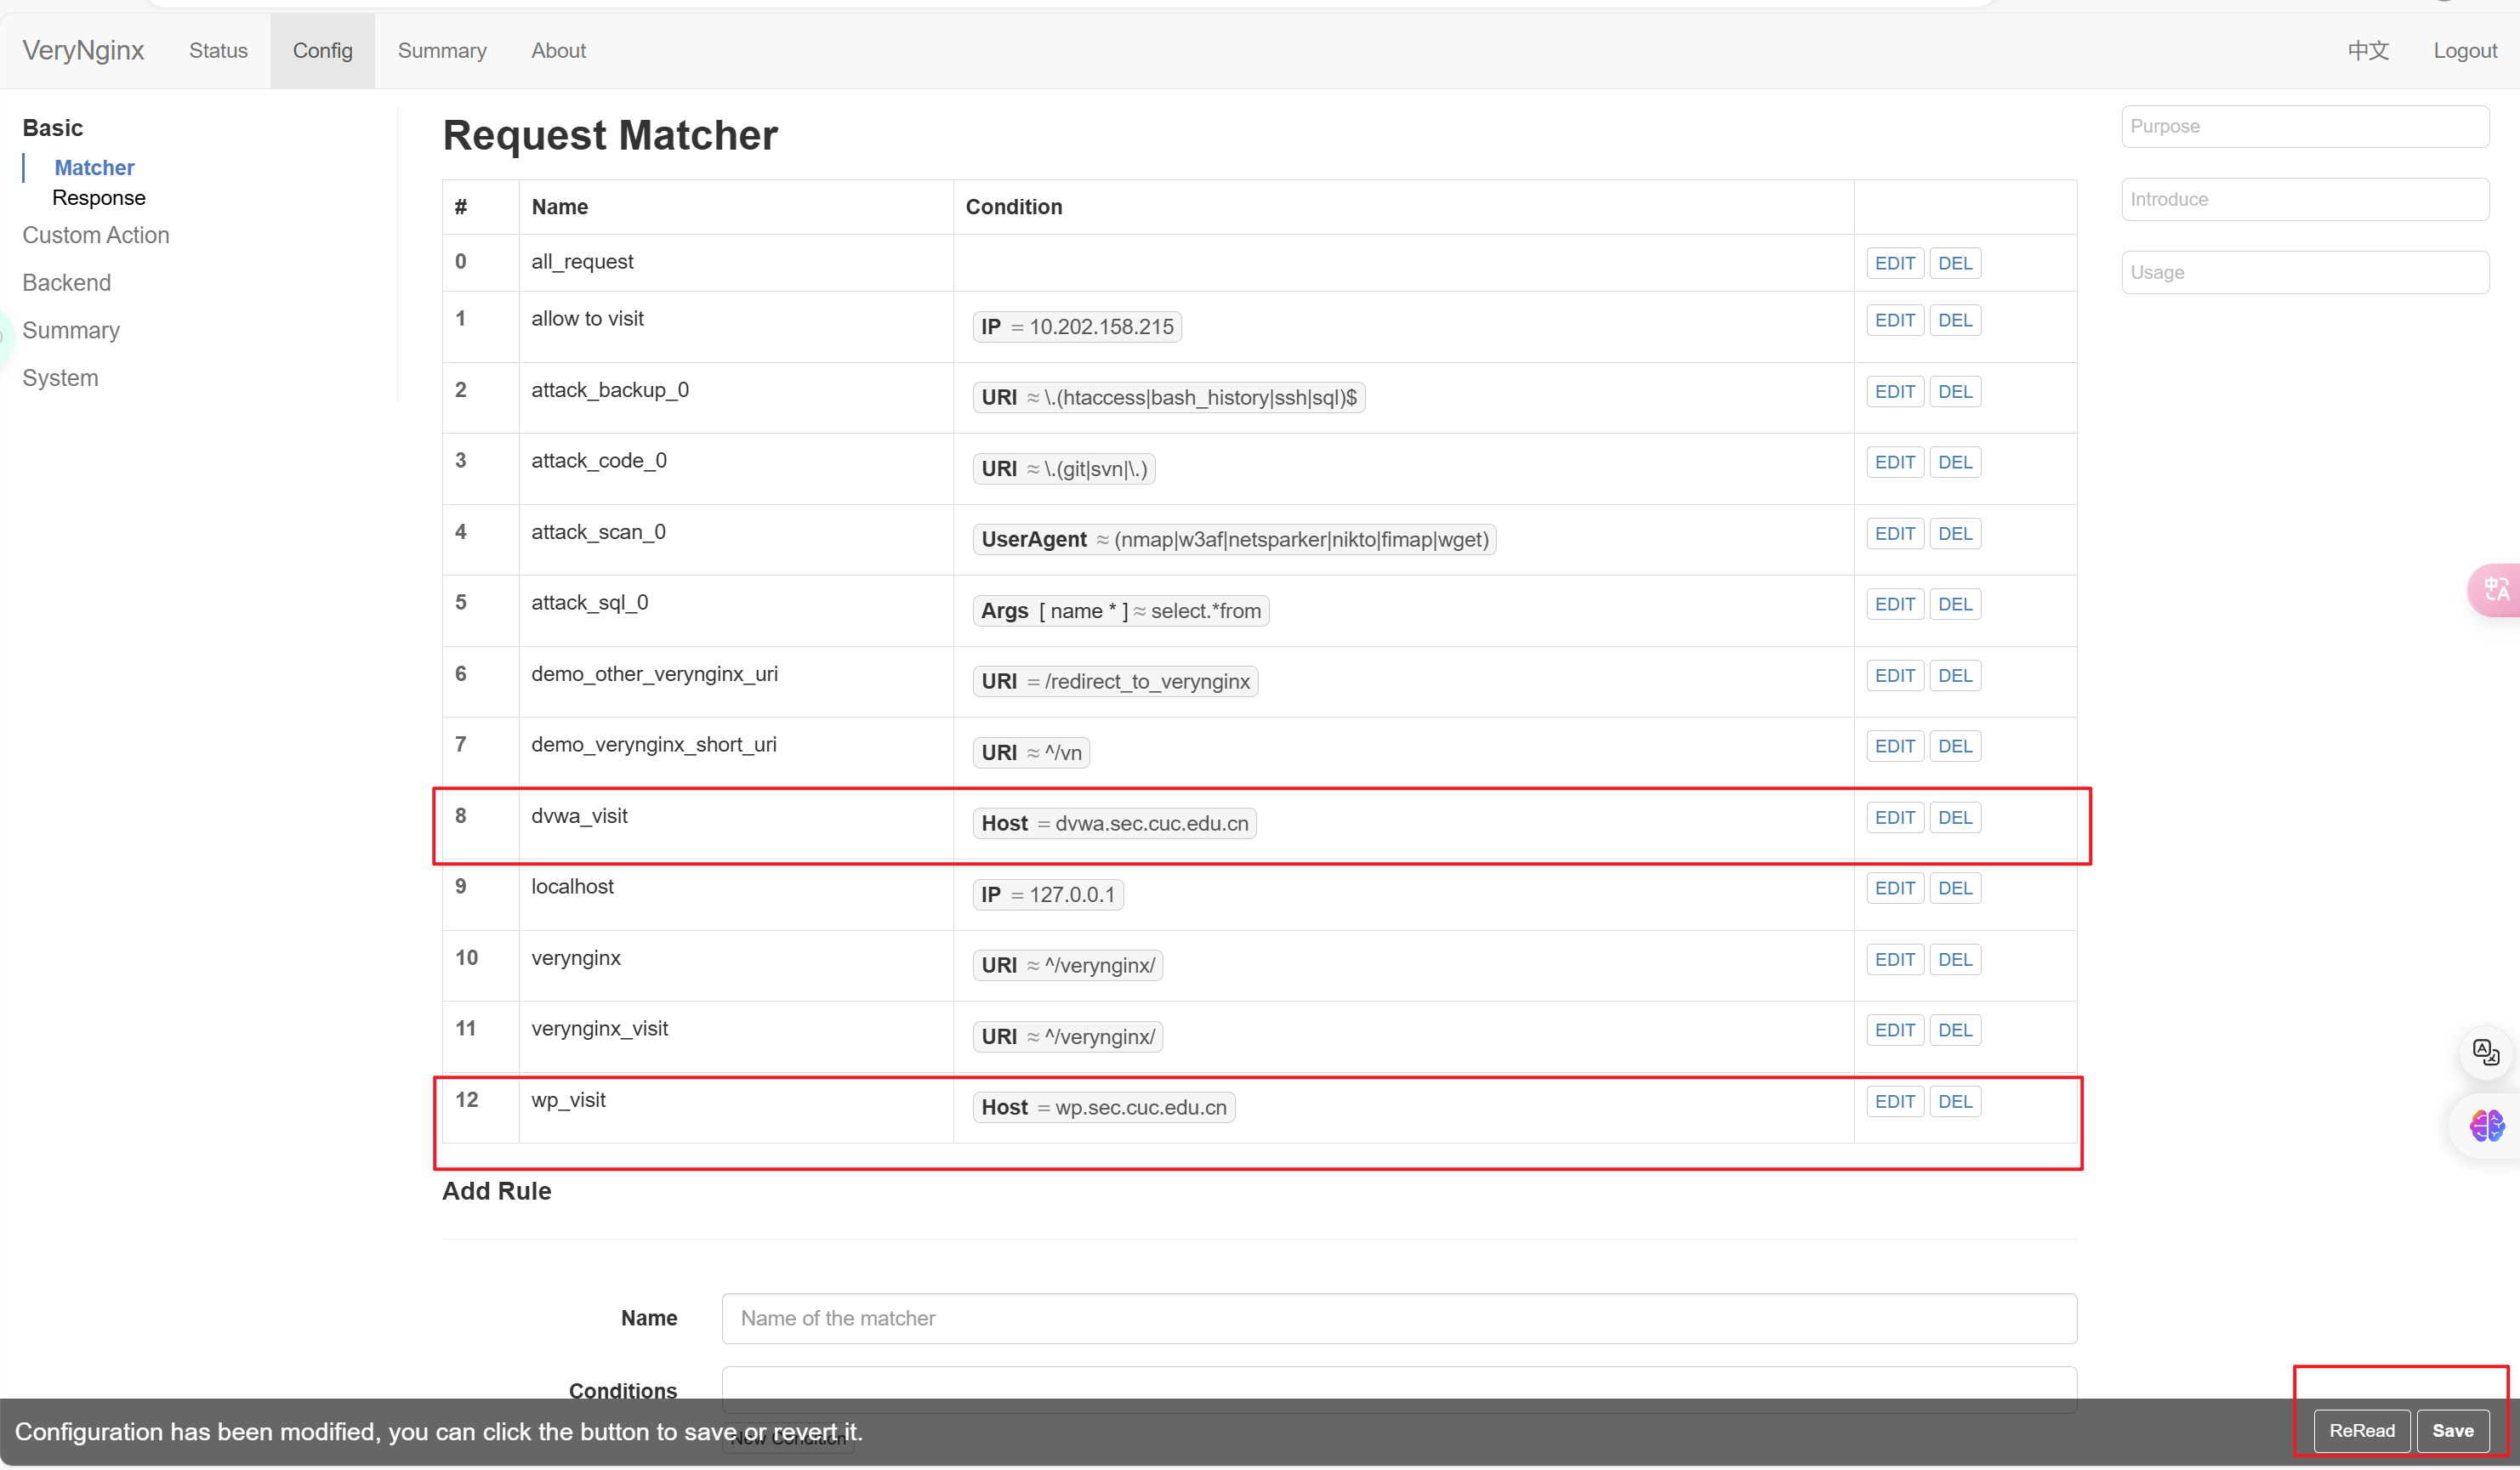 VeryNginx Status Config Summary About 中文 Logout
Basic
Matcher
Response
Custom Action
Backend
Summary
System
Request Matcher
# Name Condition
0 all_request EDIT DEL
1 allow to visit IP = 10.202.158.215 EDIT DEL
2 attack_backup_0 URI ≈ \.(htaccess|bash_history|ssh|sql)$ EDIT DEL
3 attack_code_0 URI ≈ \.(git|svn|\.) EDIT DEL
4 attack_scan_0 UserAgent ≈ (nmap|w3af|netsparker|nikto|fimap|wget) EDIT DEL
5 attack_sql_0 Args [ name * ] ≈ select.*from EDIT DEL
6 demo_other_verynginx_uri URI = /redirect_to_verynginx EDIT DEL
7 demo_verynginx_short_uri URI ≈ ^/vn EDIT DEL
8 dvwa_visit Host = dvwa.sec.cuc.edu.cn EDIT DEL
9 localhost IP = 127.0.0.1 EDIT DEL
10 verynginx URI ≈ ^/verynginx/ EDIT DEL
11 verynginx_visit URI ≈ ^/verynginx/ EDIT DEL
12 wp_visit Host = wp.sec.cuc.edu.cn EDIT DEL
Purpose
Introduce
Usage
Add Rule
Name Name of the matcher
Conditions
New Condition
Configuration has been modified, you can click the button to save or revert it. ReRead Save